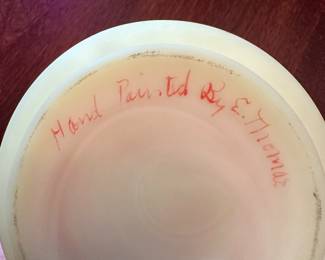 Hand Painted By E. Thomas